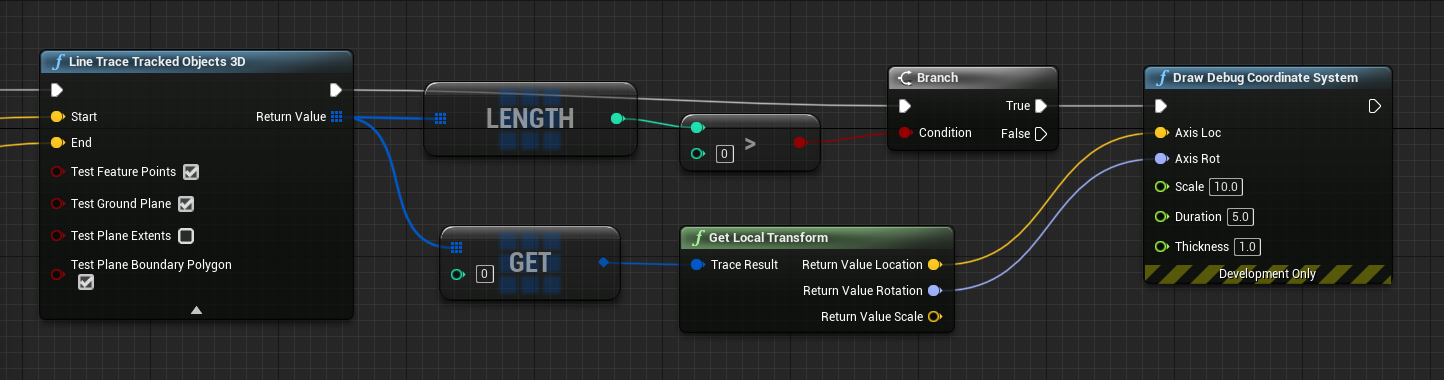 Line Trace Tracked Objects 3D
Start
Return Value
End
Test Feature Points
Test Ground Plane
Test Plane Extents
Test Plane Boundary Polygon
LENGTH
0
>
Branch
True
Condition
False
GET
0
Get Local Transform
Trace Result
Return Value Location
Return Value Rotation
Return Value Scale
Draw Debug Coordinate System
Axis Loc
Axis Rot
Scale 10.0
Duration 5.0
Thickness 1.0
Development Only